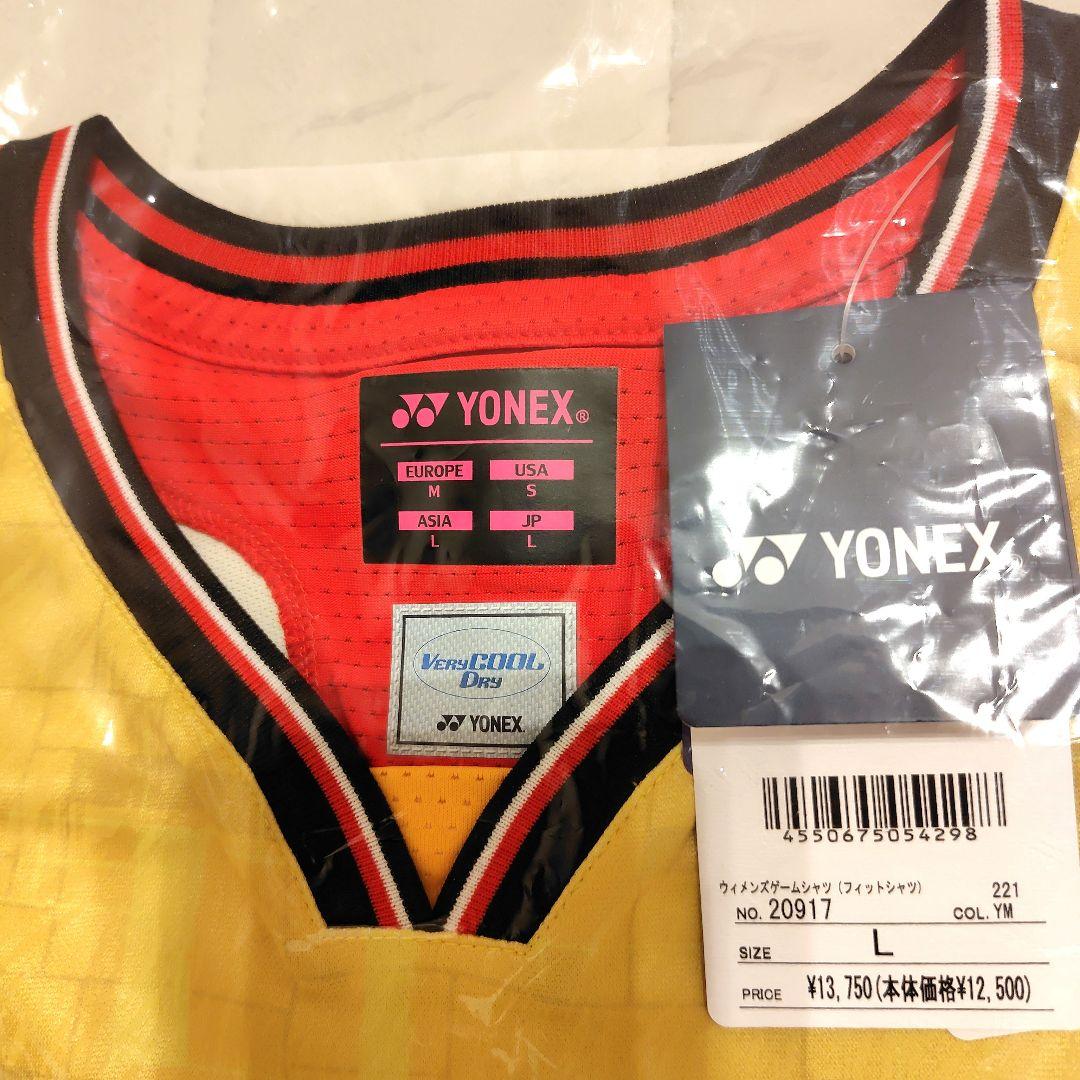 YONEX®
EUROPE USA
M S
ASIA JP
L L
VERY COOL
DRY
YONEX
YONEX®
4550675054298
ウィメンズゲームシャツ (フィットシャツ) 221
NO. 20917 COL. YM
SIZE L
PRICE ¥13,750(本体価格¥12,500)